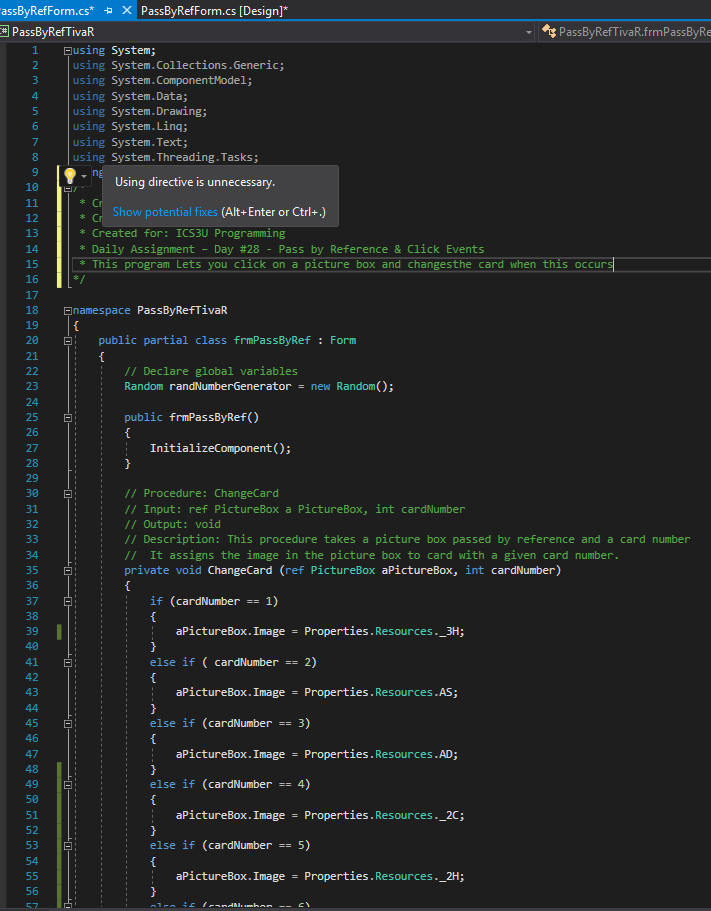 assByRefForm.cs*
PassByRefForm.cs [Design]*
PassByRefTivaR
PassByRefTivaR.frmPassByRe
1 using System;
2 using System.Collections.Generic;
3 using System.ComponentModel;
4 using System.Data;
5 using System.Drawing;
6 using System.Linq;
7 using System.Text;
8 using System.Threading.Tasks;
9
Using directive is unnecessary.
10 /*
11 * Cr
Show potential fixes (Alt+Enter or Ctrl+.)
12 * Cr
13 * Created for: ICS3U Programming
14 * Daily Assignment – Day #28 - Pass by Reference & Click Events
15 * This program Lets you click on a picture box and changesthe card when this occurs
16 */
17
18 namespace PassByRefTivaR
19 {
20 public partial class frmPassByRef : Form
21 {
22 // Declare global variables
23 Random randNumberGenerator = new Random();
24
25 public frmPassByRef()
26 {
27 InitializeComponent();
28 }
29
30 // Procedure: ChangeCard
31 // Input: ref PictureBox a PictureBox, int cardNumber
32 // Output: void
33 // Description: This procedure takes a picture box passed by reference and a card number
34 // It assigns the image in the picture box to card with a given card number.
35 private void ChangeCard (ref PictureBox aPictureBox, int cardNumber)
36 {
37 if (cardNumber == 1)
38 {
39 aPictureBox.Image = Properties.Resources._3H;
40 }
41 else if ( cardNumber == 2)
42 {
43 aPictureBox.Image = Properties.Resources.AS;
44 }
45 else if (cardNumber == 3)
46 {
47 aPictureBox.Image = Properties.Resources.AD;
48 }
49 else if (cardNumber == 4)
50 {
51 aPictureBox.Image = Properties.Resources._2C;
52 }
53 else if (cardNumber == 5)
54 {
55 aPictureBox.Image = Properties.Resources._2H;
56 }
57 else if (cardNumber == 6)